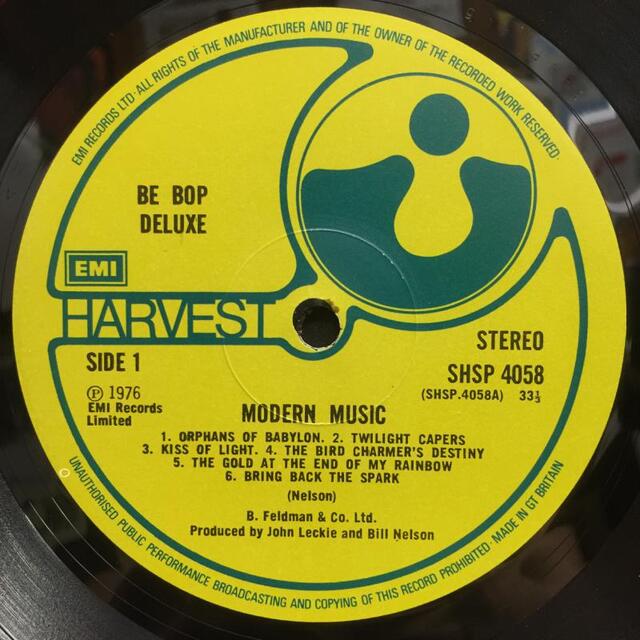 EMI RECORDS LTD · ALL RIGHTS OF THE MANUFACTURER AND OF THE OWNER OF THE RECORDED WORK RESERVED ·
BE BOP
DELUXE
EMI
HARVEST
SIDE 1
STEREO
SHSP 4058
(SHSP.4058A) 33⅓
Ⓟ 1976
EMI Records
Limited
MODERN MUSIC
1. ORPHANS OF BABYLON. 2. TWILIGHT CAPERS
3. KISS OF LIGHT. 4. THE BIRD CHARMER'S DESTINY
5. THE GOLD AT THE END OF MY RAINBOW
6. BRING BACK THE SPARK
(Nelson)
B. Feldman & Co. Ltd.
Produced by John Leckie and Bill Nelson
UNAUTHORISED PUBLIC PERFORMANCE BROADCASTING AND COPYING OF THIS RECORD PROHIBITED · MADE IN GT BRITAIN